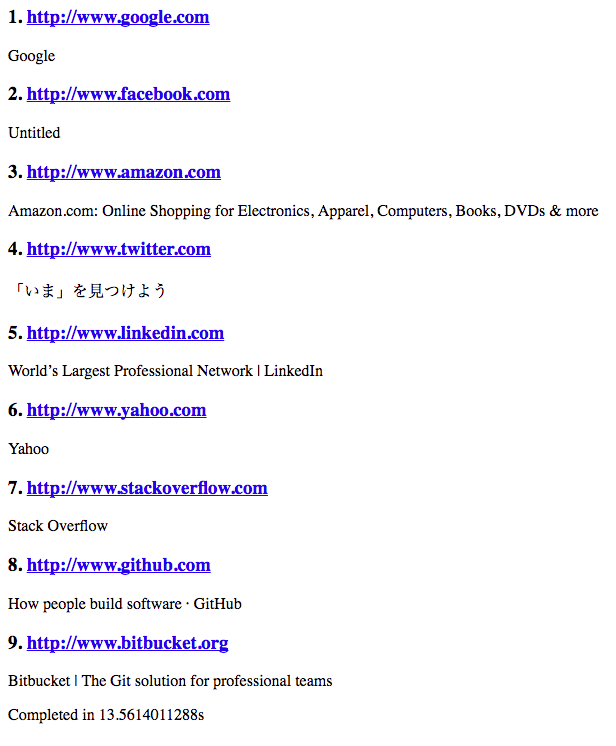 1. http://www.google.com
Google
2. http://www.facebook.com
Untitled
3. http://www.amazon.com
Amazon.com: Online Shopping for Electronics, Apparel, Computers, Books, DVDs & more
4. http://www.twitter.com
「いま」を見つけよう
5. http://www.linkedin.com
World’s Largest Professional Network | LinkedIn
6. http://www.yahoo.com
Yahoo
7. http://www.stackoverflow.com
Stack Overflow
8. http://www.github.com
How people build software · GitHub
9. http://www.bitbucket.org
Bitbucket | The Git solution for professional teams
Completed in 13.5614011288s